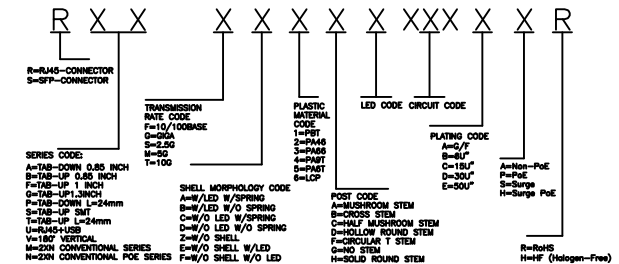 R X X X X X X X XXX X X R
R=RJ45-CONNECTOR
S=SFP-CONNECTOR
SERIES CODE:
A=TAB-DOWN 0.85 INCH
B=TAB-UP 0.85 INCH
F=TAB-UP 1 INCH
G=TAB-UP1.3INCH
P=TAB-DOWN L=24mm
S=TAB-UP SMT
T=TAB-UP L=24mm
U=RJ45+USB
V=180° VERTICAL
M=2XN CONVENTIONAL SERIES
N=2XN CONVENTIONAL POE SERIES
TRANSMISSION
RATE CODE
F=10/100BASE
G=GIGA
S=2.5G
M=5G
T=10G
SHELL MORPHOLOGY CODE
A=W/LED W/SPRING
B=W/LED W/O SPRING
C=W/O LED W/SPRING
D=W/O LED W/O SPRING
Z=W/O SHELL
E=W/O SHELL W/LED
F=W/O SHELL W/O LED
PLASTIC
MATERIAL
CODE
1=PBT
2=PA46
3=PA66
4=PA9T
5=PA6T
6=LCP
POST CODE
A=MUSHROOM STEM
B=CROSS STEM
C=HALF MUSHROOM STEM
D=HOLLOW ROUND STEM
F=CIRCULAR T STEM
G=NO STEM
H=SOLID ROUND STEM
LED CODE
CIRCUIT CODE
PLATING CODE
A=G/F
B=6U"
C=15U"
D=30U"
E=50U"
A=Non-PoE
P=PoE
S=Surge
H=Surge PoE
R=RoHS
H=HF (Halogen-Free)